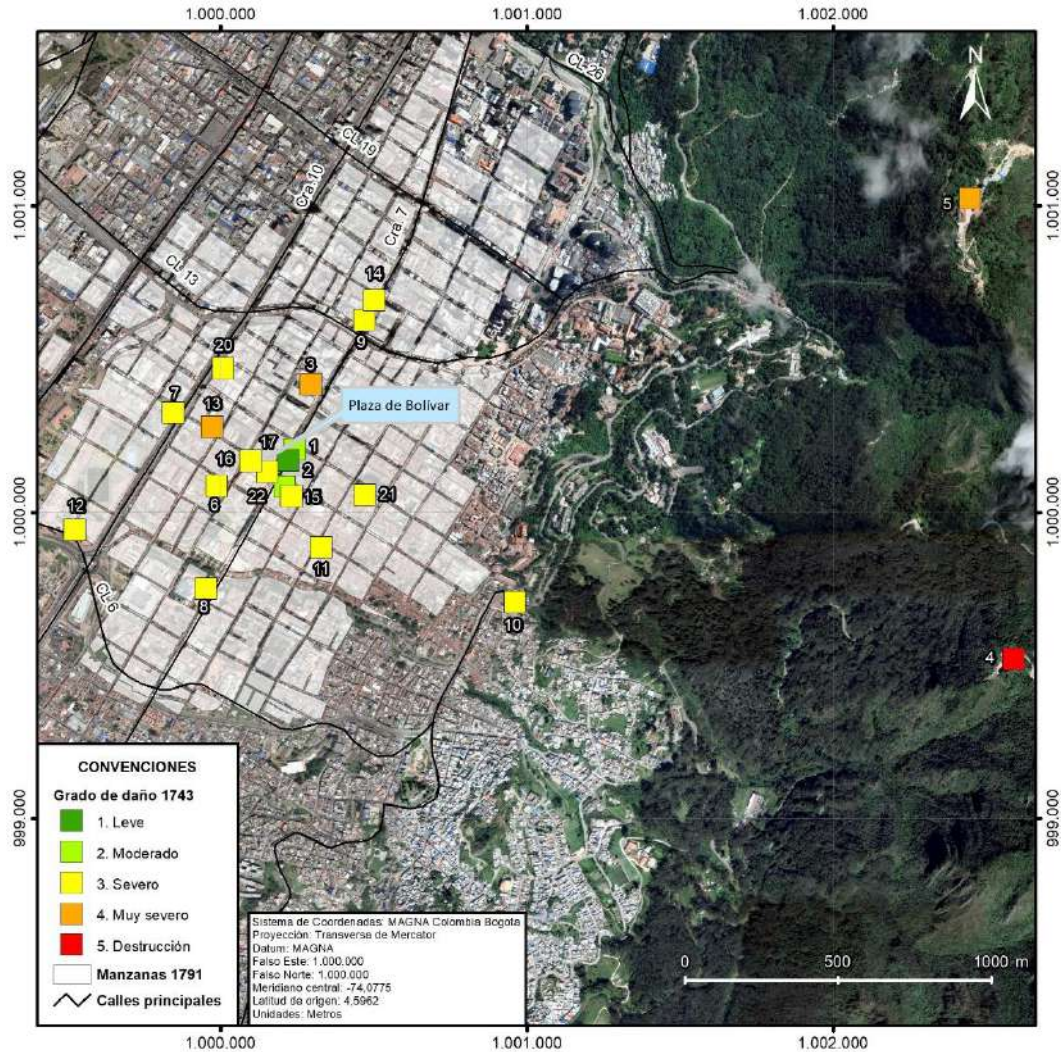 1.000.000
1.001.000
1.002.000
N
CL 26
CL 19
Cra.10
Cra. 7
1.001.000
1.001.000
5
CL 13
14
9
20
3
7
13
Plaza de Bolívar
17
1
16
2
22
15
21
6
12
1.000.000
1.000.000
11
8
10
CL 6
4
999.000
999.000
CONVENCIONES
Grado de daño 1743
1. Leve
2. Moderado
3. Severo
4. Muy severo
5. Destrucción
Manzanas 1791
Calles principales
Sistema de Coordenadas: MAGNA Colombia Bogota
Proyección: Transversa de Mercator
Datum: MAGNA
Falso Este: 1.000.000
Falso Norte: 1.000.000
Meridiano central: -74,0775
Latitud de origen: 4,5962
Unidades: Metros
0 500 1000 m
1.000.000
1.001.000
1.002.000